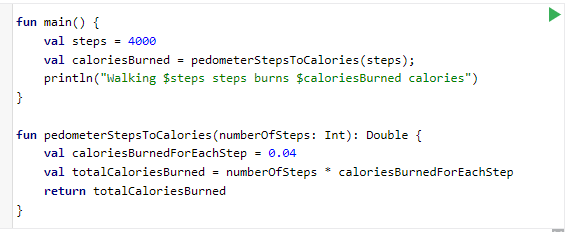 fun main() {
    val steps = 4000
    val caloriesBurned = pedometerStepsToCalories(steps);
    println("Walking $steps steps burns $caloriesBurned calories")
}

fun pedometerStepsToCalories(numberOfSteps: Int): Double {
    val caloriesBurnedForEachStep = 0.04
    val totalCaloriesBurned = numberOfSteps * caloriesBurnedForEachStep
    return totalCaloriesBurned
}